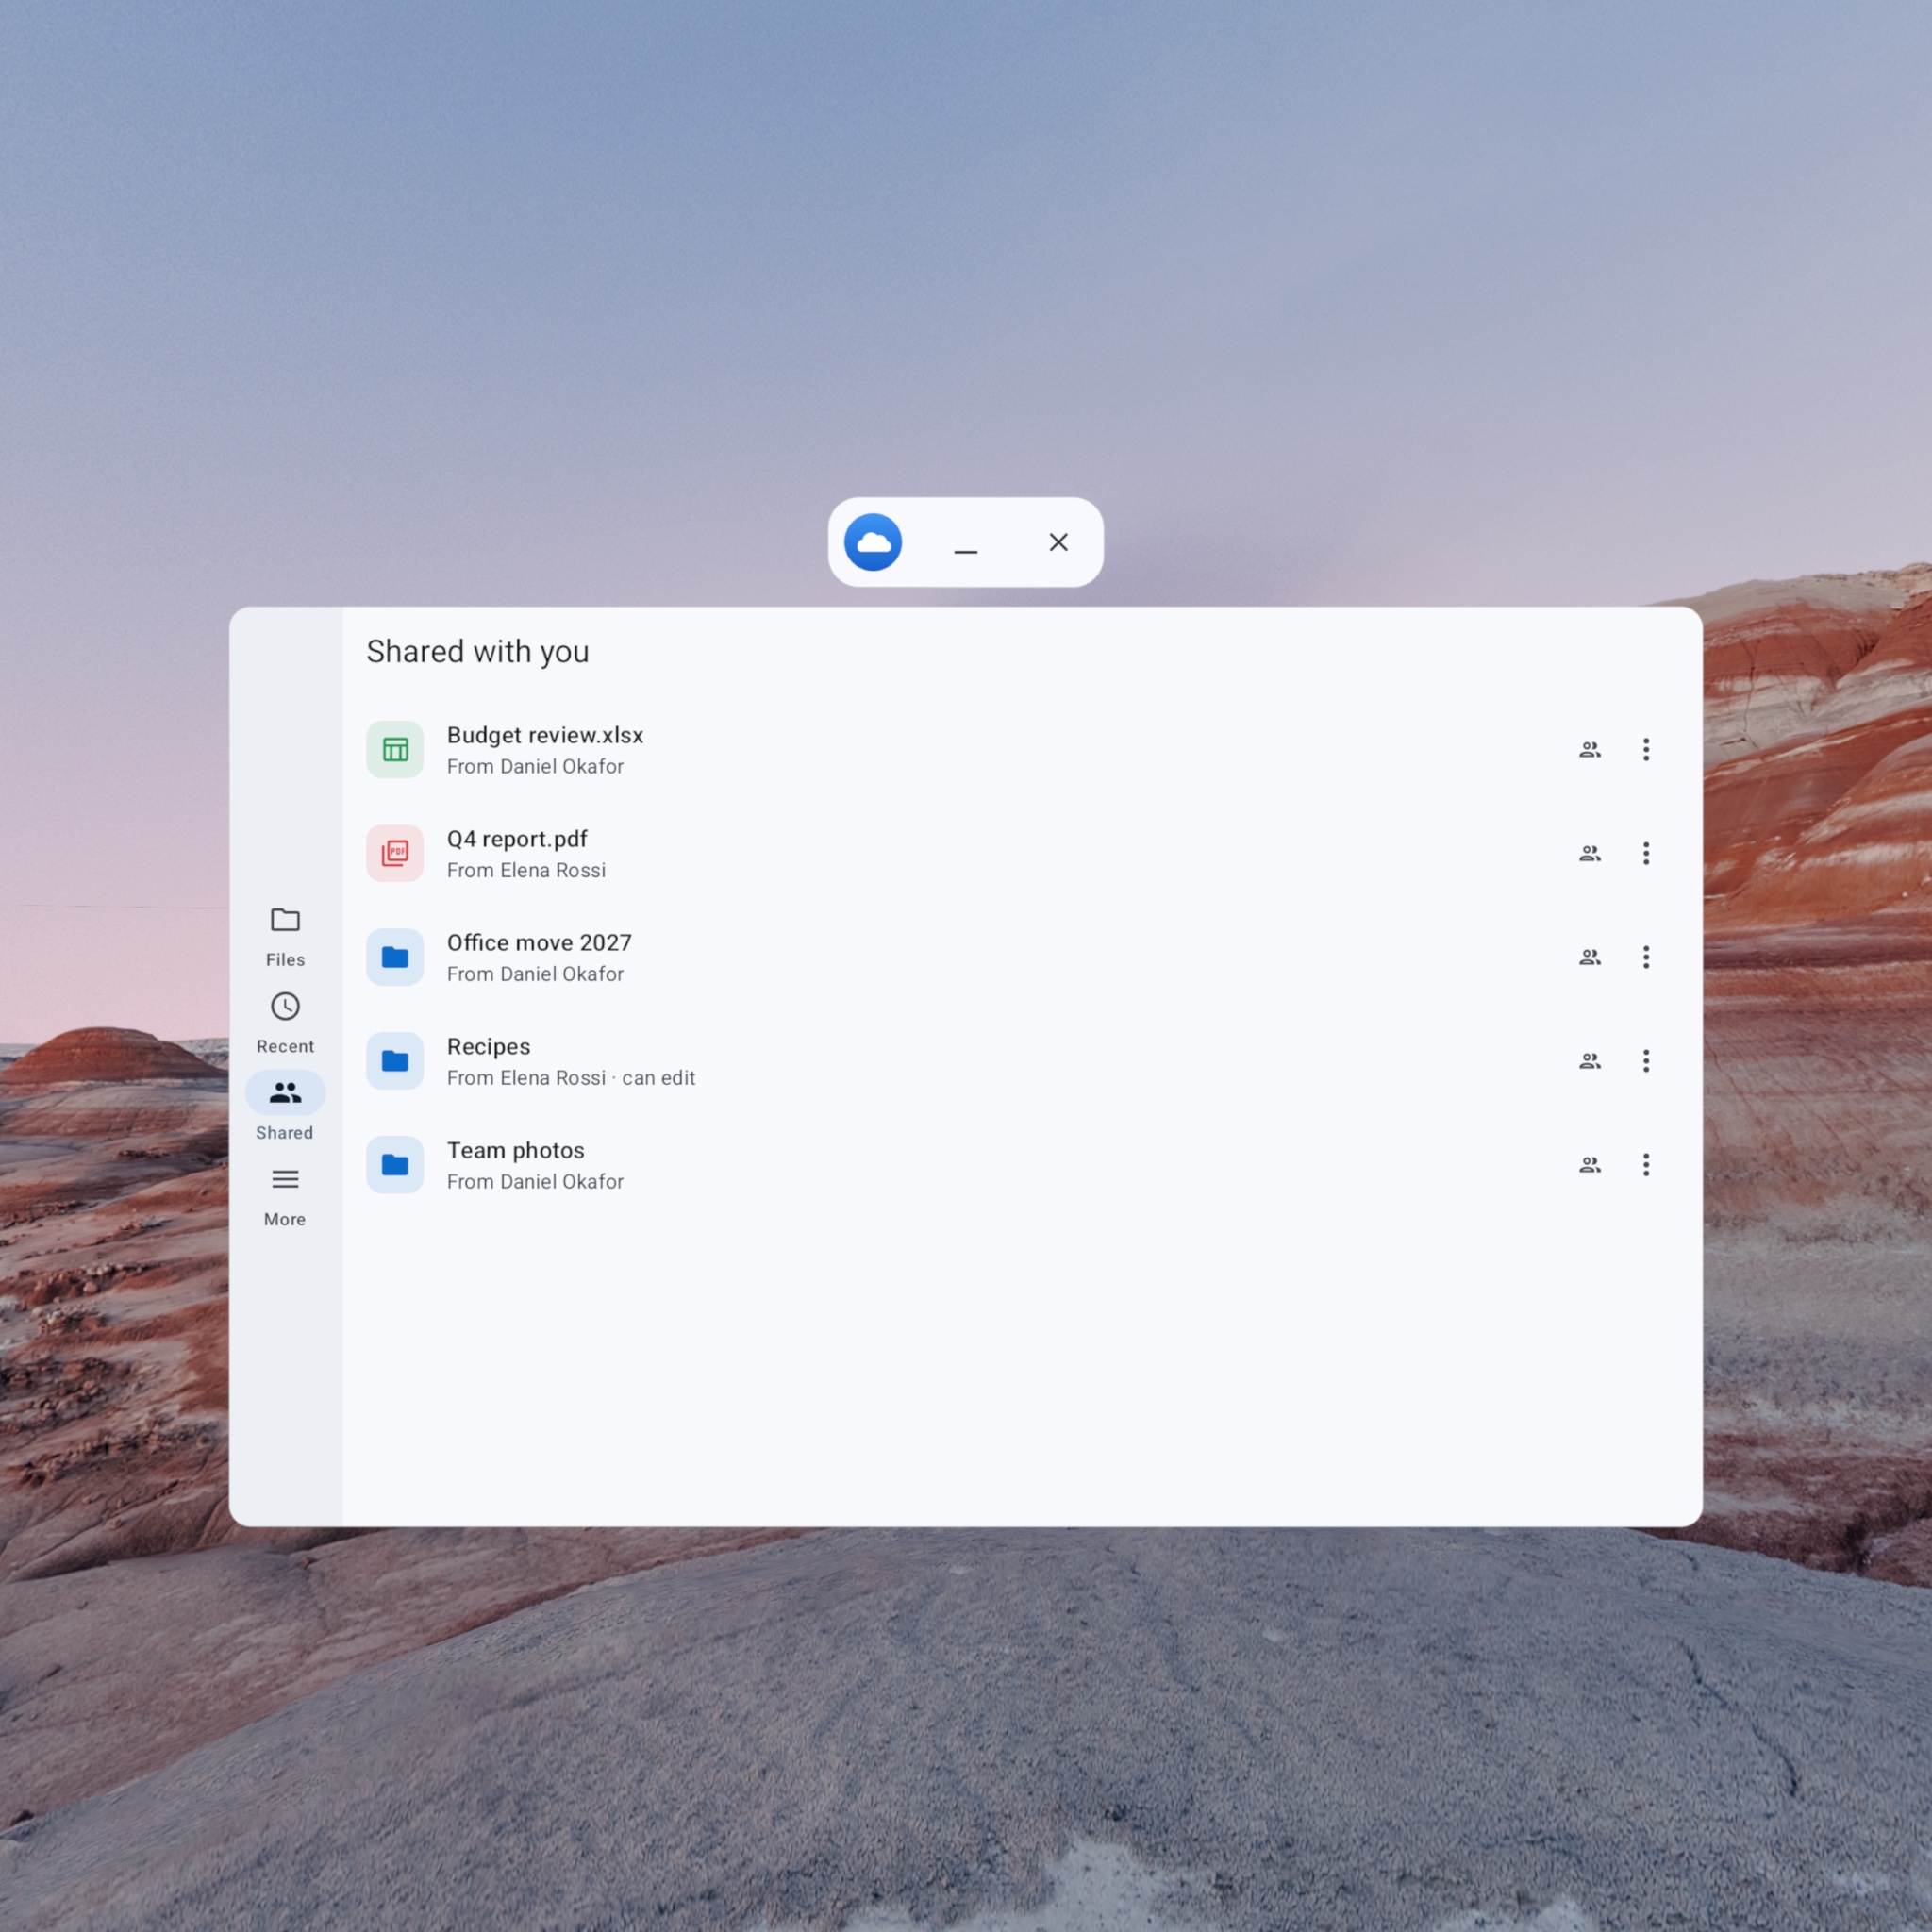 Shared with you
Budget review.xlsx
From Daniel Okafor
PDF
Q4 report.pdf
From Elena Rossi
Office move 2027
From Daniel Okafor
Recipes
From Elena Rossi · can edit
Team photos
From Daniel Okafor
Files
Recent
Shared
More